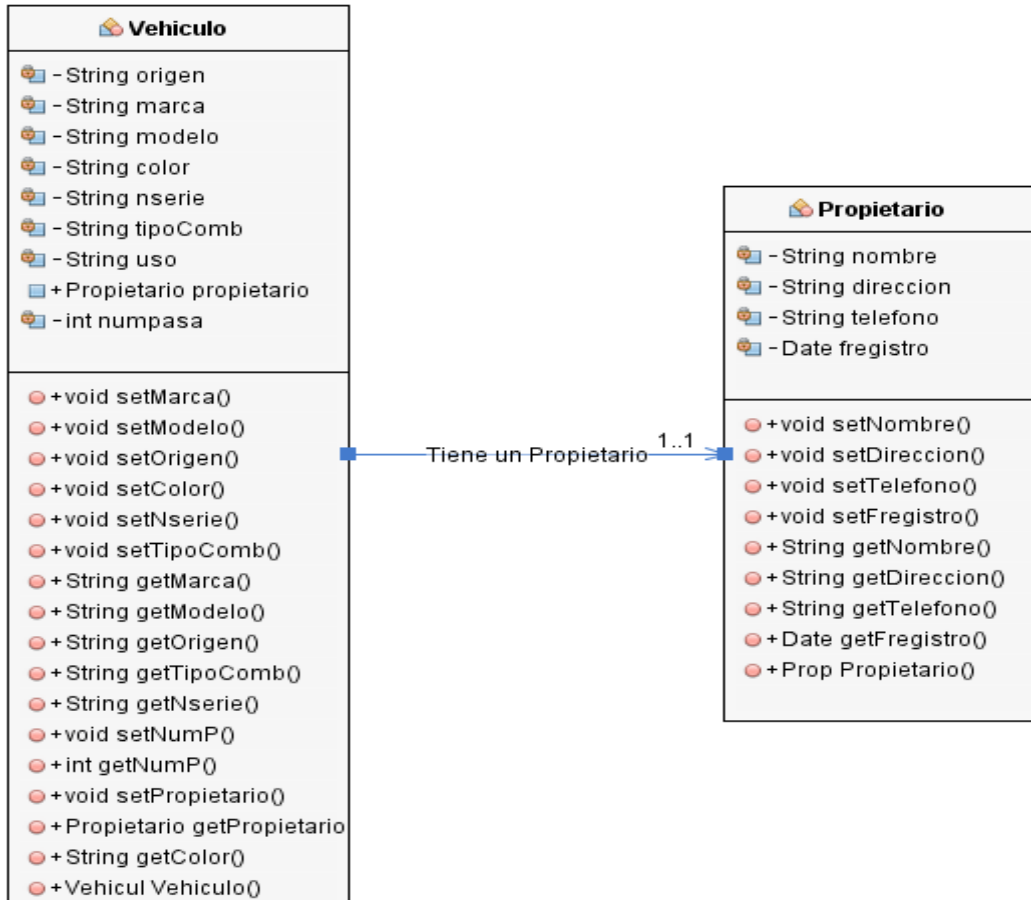 Vehiculo
-String origen
-String marca
-String modelo
-String color
-String nserie
-String tipoComb
-String uso
+Propietario propietario
-int numpasa
+void setMarca()
+void setModelo()
+void setOrigen()
+void setColor()
+void setNserie()
+void setTipoComb()
+String getMarca()
+String getModelo()
+String getOrigen()
+String getTipoComb()
+String getNserie()
+void setNumP()
+int getNumP()
+void setPropietario()
+Propietario getPropietario
+String getColor()
+Vehicul Vehiculo()
Tiene un Propietario
1..1
Propietario
-String nombre
-String direccion
-String telefono
-Date fregistro
+void setNombre()
+void setDireccion()
+void setTelefono()
+void setFregistro()
+String getNombre()
+String getDireccion()
+String getTelefono()
+Date getFregistro()
+Prop Propietario()